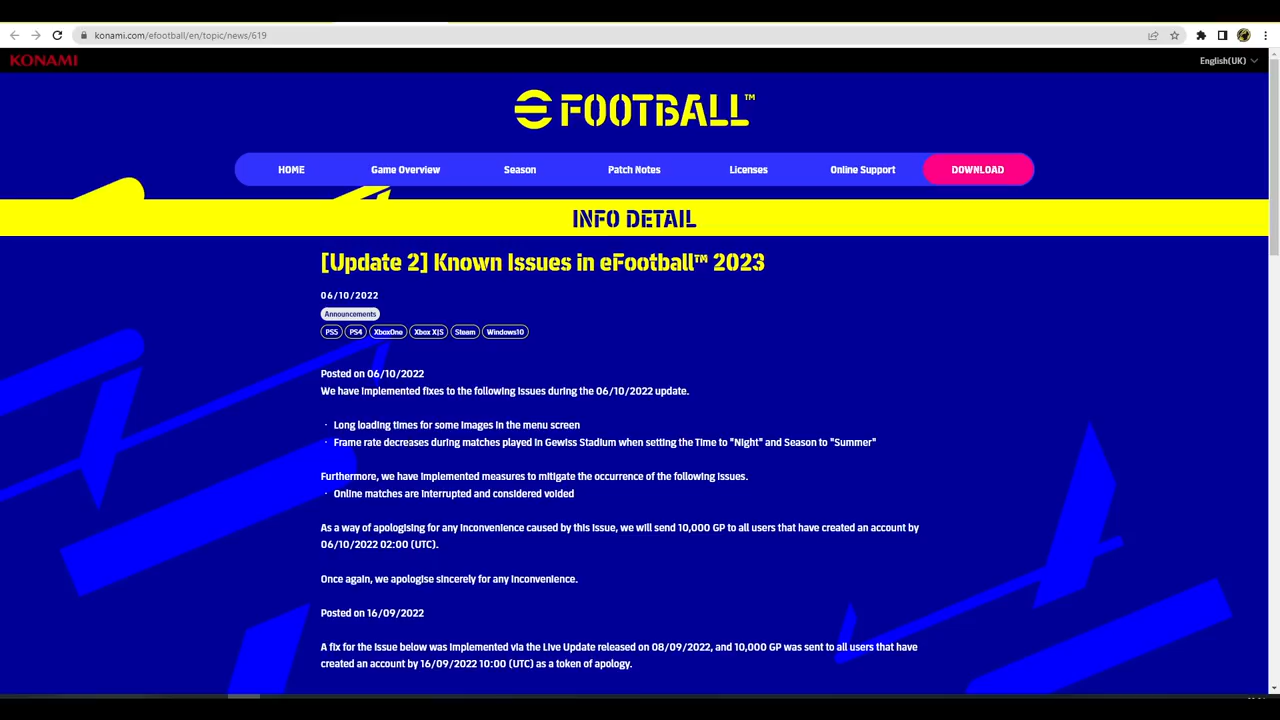 konami.com/efootball/en/topic/news/619
KONAMI
English(UK)
FOOTBALL™
HOME
Game Overview
Season
Patch Notes
Licenses
Online Support
DOWNLOAD
INFO DETAIL
[Update 2] Known Issues in eFootball™ 2023
06/10/2022
Announcements
PS5 PS4 XboxOne Xbox X|S Steam Windows10
Posted on 06/10/2022
We have implemented fixes to the following issues during the 06/10/2022 update.
· Long loading times for some images in the menu screen
· Frame rate decreases during matches played in Gewiss Stadium when setting the Time to "Night" and Season to "Summer"
Furthermore, we have implemented measures to mitigate the occurrence of the following issues.
· Online matches are interrupted and considered voided
As a way of apologising for any inconvenience caused by this issue, we will send 10,000 GP to all users that have created an account by
06/10/2022 02:00 (UTC).
Once again, we apologise sincerely for any inconvenience.
Posted on 16/09/2022
A fix for the issue below was implemented via the Live Update released on 08/09/2022, and 10,000 GP was sent to all users that have
created an account by 16/09/2022 10:00 (UTC) as a token of apology.